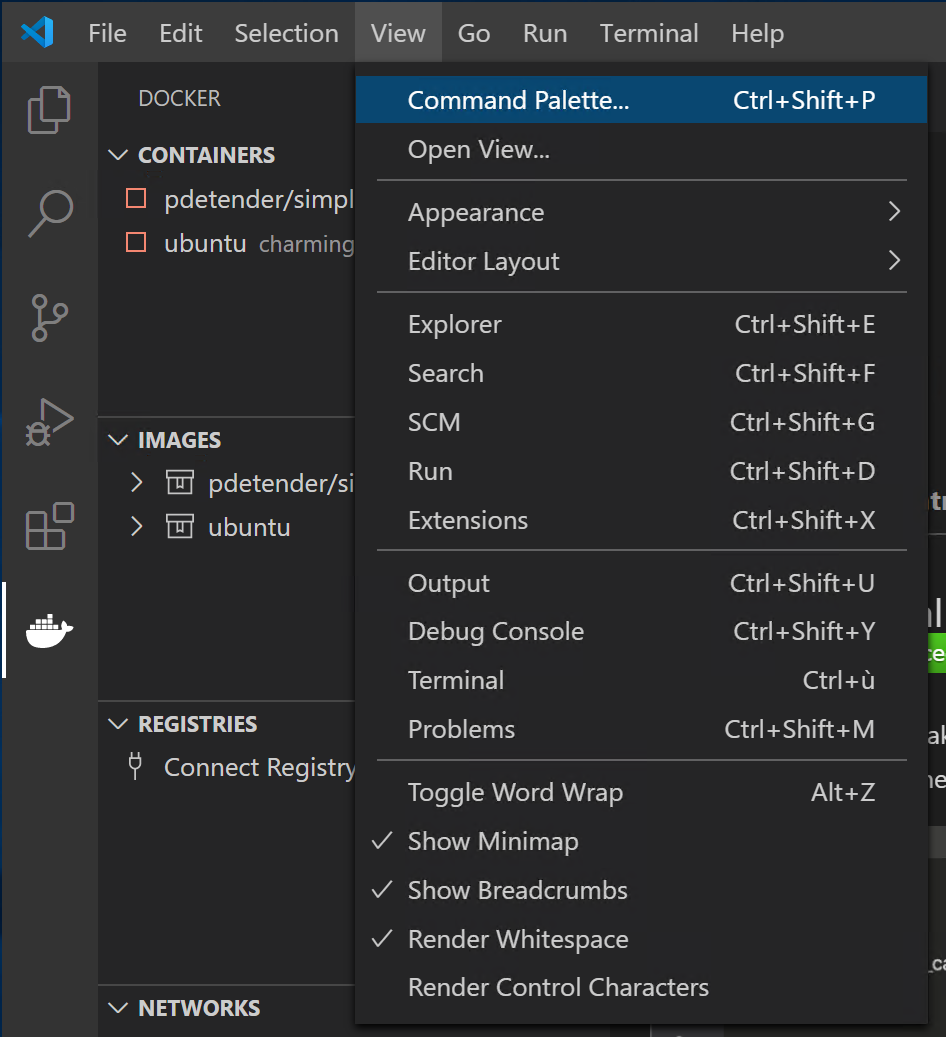 File Edit Selection View Go Run Terminal Help
DOCKER
CONTAINERS
pdetender/simpl
ubuntu charming
IMAGES
pdetender/si
ubuntu
REGISTRIES
Connect Registry
NETWORKS
Command Palette... Ctrl+Shift+P
Open View...
Appearance
Editor Layout
Explorer Ctrl+Shift+E
Search Ctrl+Shift+F
SCM Ctrl+Shift+G
Run Ctrl+Shift+D
Extensions Ctrl+Shift+X
Output Ctrl+Shift+U
Debug Console Ctrl+Shift+Y
Terminal Ctrl+ù
Problems Ctrl+Shift+M
Toggle Word Wrap Alt+Z
Show Minimap
Show Breadcrumbs
Render Whitespace
Render Control Characters